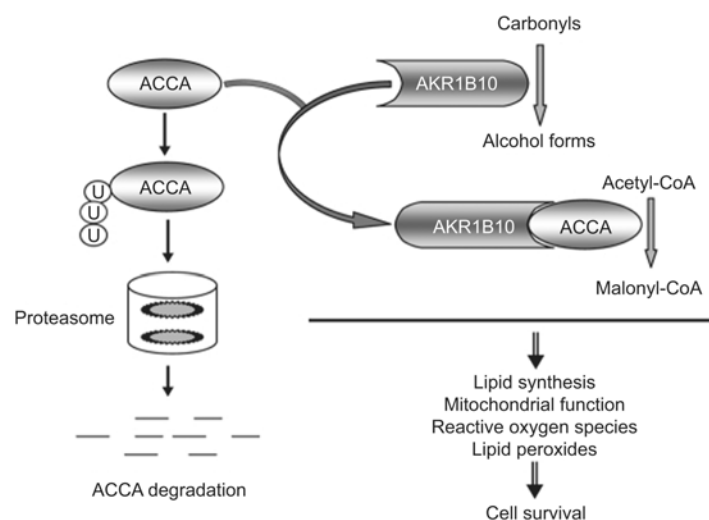 Carbonyls
ACCA
AKR1B10
Alcohol forms
U
ACCA
U
U
Acetyl-CoA
AKR1B10
ACCA
Malonyl-CoA
Proteasome
Lipid synthesis
Mitochondrial function
Reactive oxygen species
Lipid peroxides
ACCA degradation
Cell survival